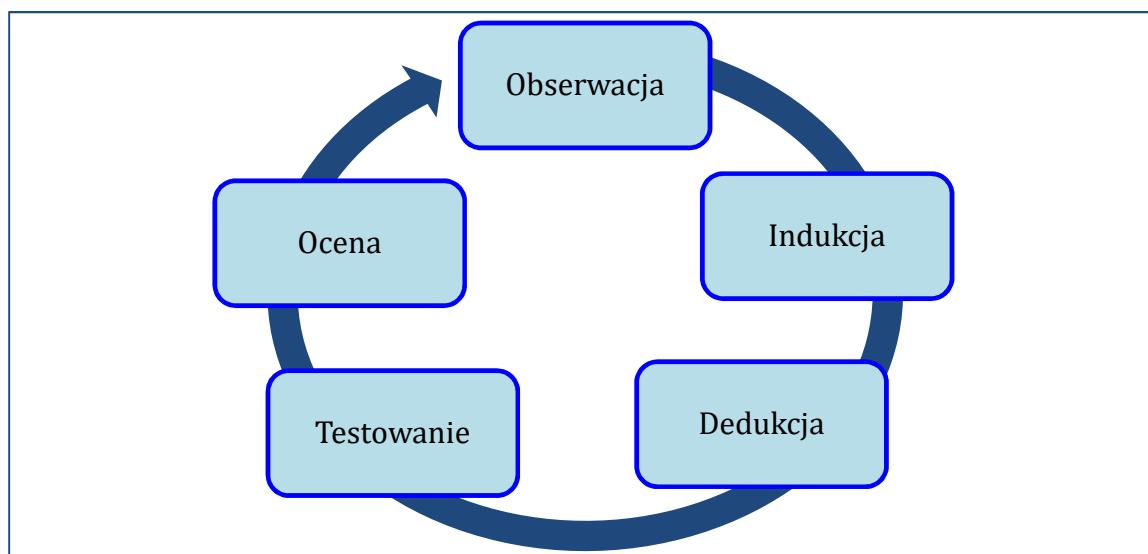 Obserwacja
Indukcja
Dedukcja
Testowanie
Ocena